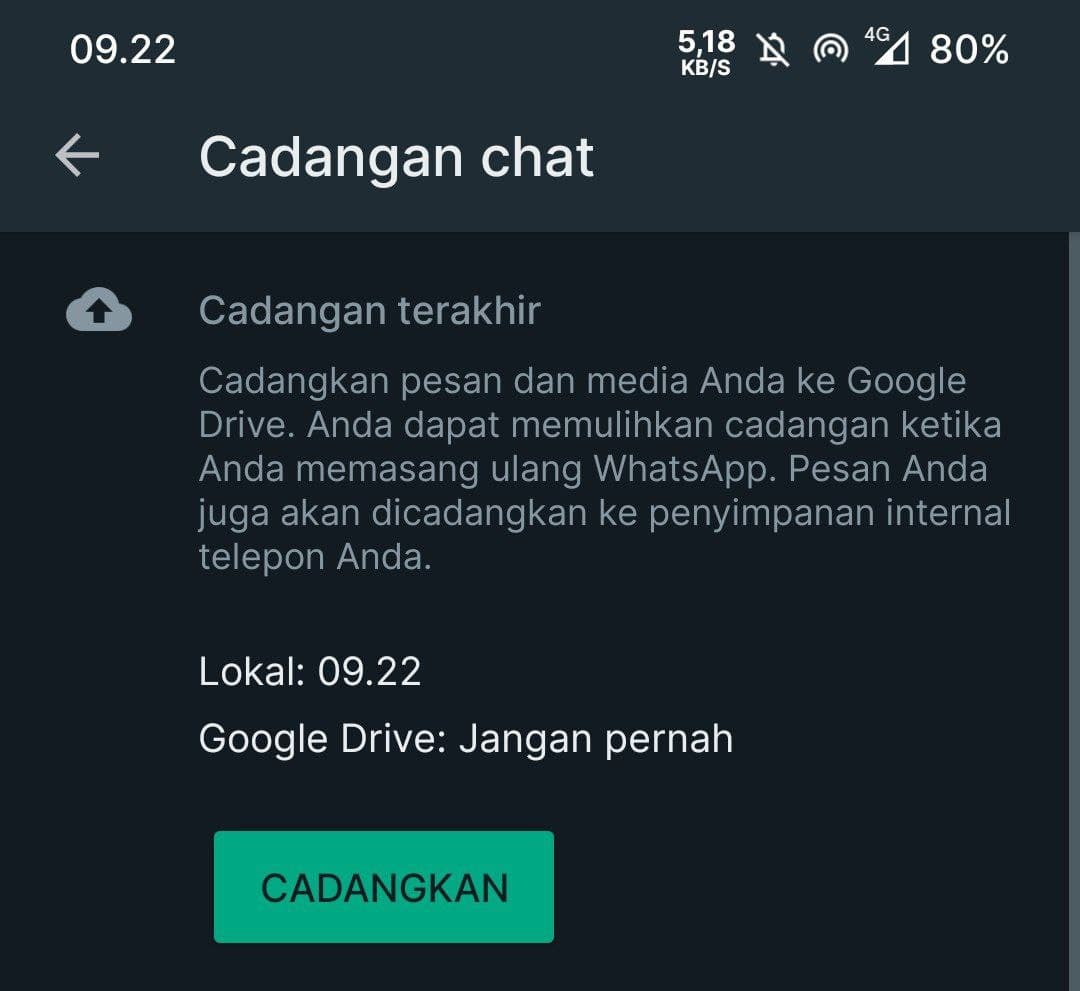 09.22
5,18 KB/S 4G 80%
Cadangan chat
Cadangan terakhir
Cadangkan pesan dan media Anda ke Google
Drive. Anda dapat memulihkan cadangan ketika
Anda memasang ulang WhatsApp. Pesan Anda
juga akan dicadangkan ke penyimpanan internal
telepon Anda.
Lokal: 09.22
Google Drive: Jangan pernah
CADANGKAN